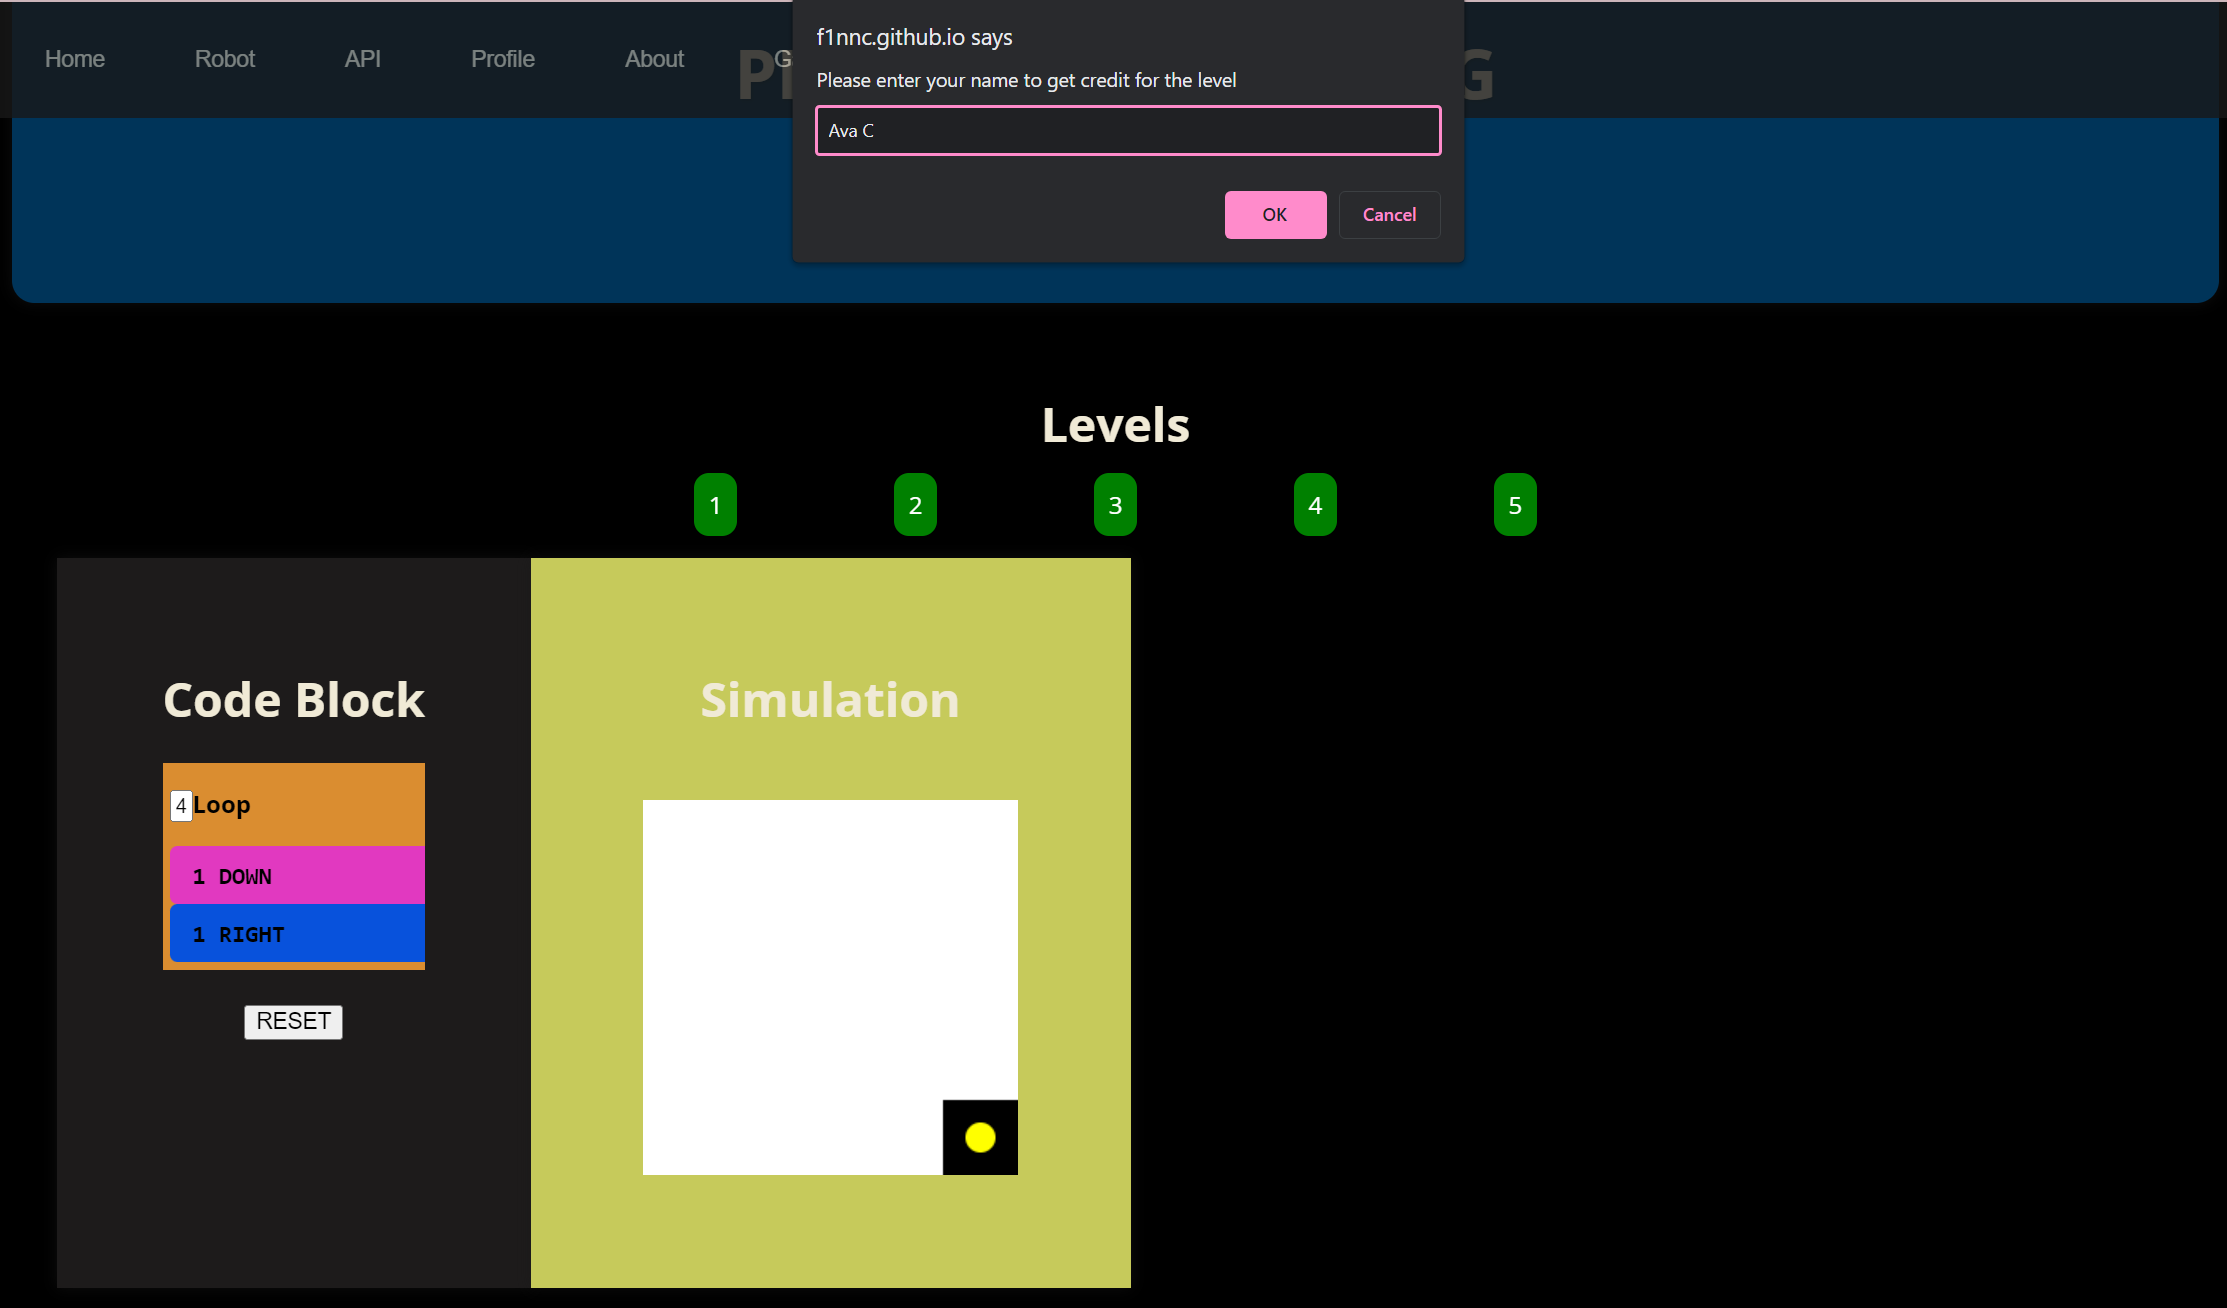 f1nnc.github.io says
Please enter your name to get credit for the level
Ava C
OK Cancel
Home Robot API Profile About
Levels
1 2 3 4 5
Code Block
4 Loop
1 DOWN
1 RIGHT
RESET
Simulation